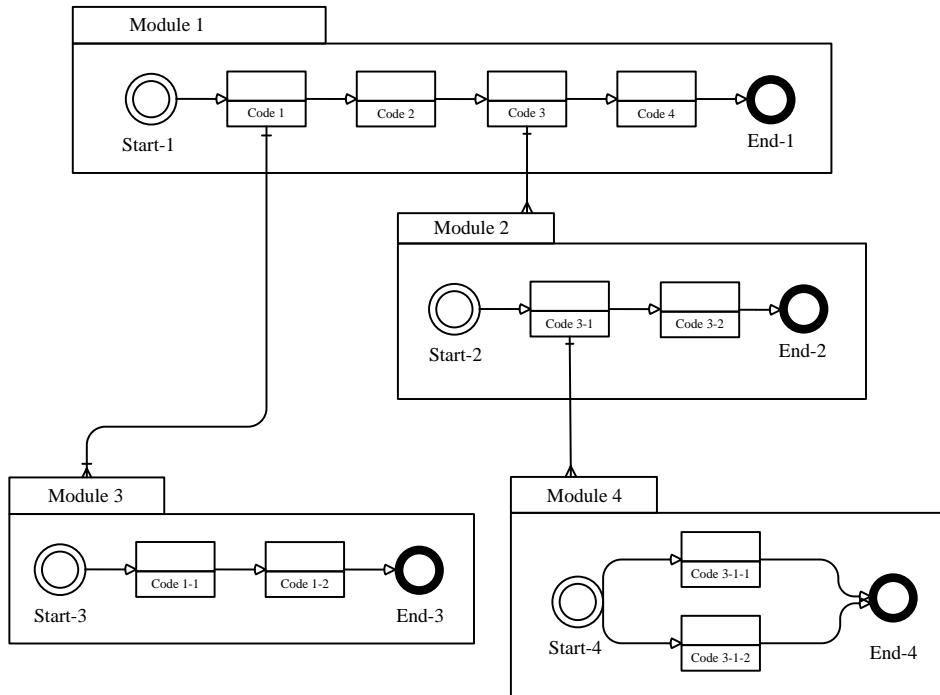 Module 1
Code 1
Code 2
Code 3
Code 4
Start-1
End-1
Module 2
Code 3-1
Code 3-2
Start-2
End-2
Module 3
Code 1-1
Code 1-2
Start-3
End-3
Module 4
Code 3-1-1
Start-4
Code 3-1-2
End-4